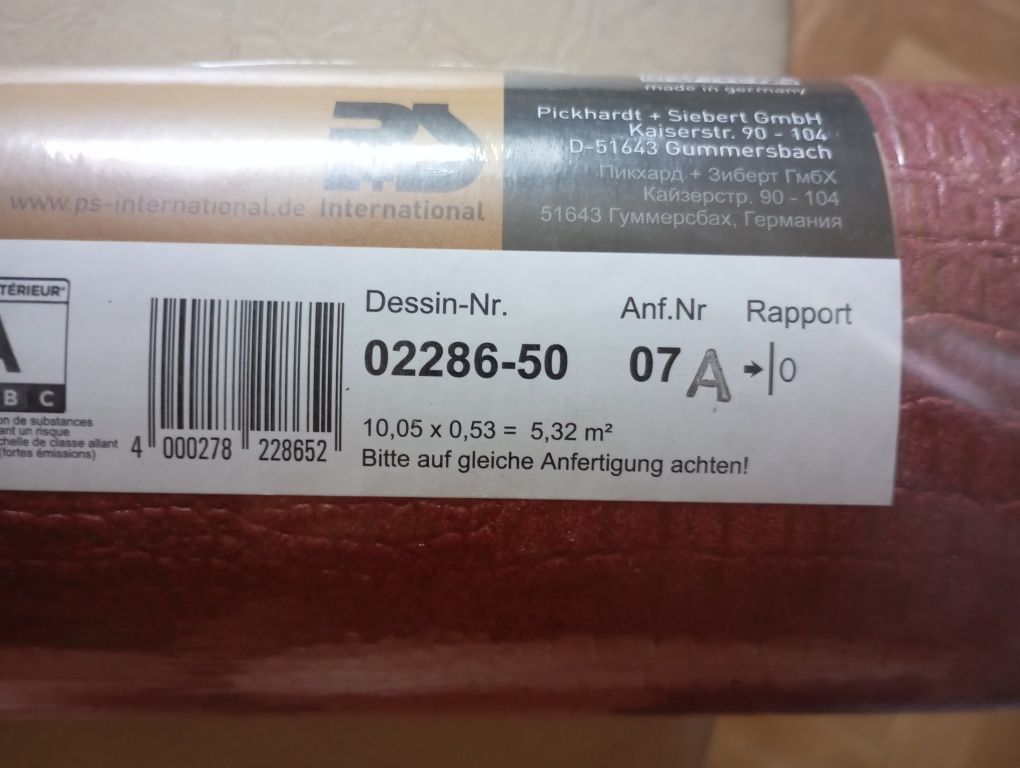 made in germany
Pickhardt + Siebert GmbH
Kaiserstr. 90 - 104
D-51643 Gummersbach
Пикхард + Зиберт ГмбХ
Кайзерстр. 90 - 104
51643 Гуммерсбах, Германия
PS
www.ps-international.de International
TÉRIEUR*
A
B C
on de substances
ant un risque
chelle de classe allant
(fortes émissions)
4 000278 228652
Dessin-Nr. Anf.Nr Rapport
02286-50 07 A 0
10,05 x 0,53 = 5,32 m²
Bitte auf gleiche Anfertigung achten!